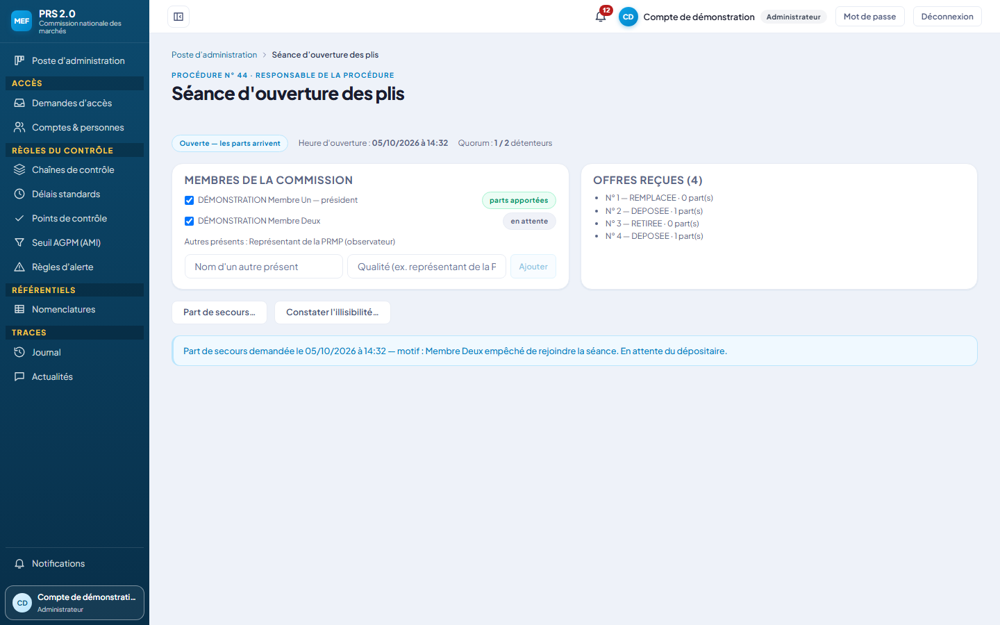 MEF
PRS 2.0
Commission nationale des
marchés
Poste d'administration
ACCÈS
Demandes d'accès
Comptes & personnes
RÈGLES DU CONTRÔLE
Chaînes de contrôle
Délais standards
Points de contrôle
Seuil AGPM (AMI)
Règles d'alerte
RÉFÉRENTIELS
Nomenclatures
TRACES
Journal
Actualités
Notifications
CD
Compte de démonstrati...
Administrateur
12
CD
Compte de démonstration
Administrateur
Mot de passe
Déconnexion
Poste d'administration > Séance d'ouverture des plis
PROCÉDURE N° 44 · RESPONSABLE DE LA PROCÉDURE
Séance d'ouverture des plis
Ouverte — les parts arrivent
Heure d'ouverture : 05/10/2026 à 14:32
Quorum : 1 / 2 détenteurs
MEMBRES DE LA COMMISSION
DÉMONSTRATION Membre Un — président
parts apportées
DÉMONSTRATION Membre Deux
en attente
Autres présents : Représentant de la PRMP (observateur)
Nom d'un autre présent
Qualité (ex. représentant de la F
Ajouter
OFFRES REÇUES (4)
• N° 1 — REMPLACEE · 0 part(s)
• N° 2 — DEPOSEE · 1 part(s)
• N° 3 — RETIREE · 0 part(s)
• N° 4 — DEPOSEE · 1 part(s)
Part de secours...
Constater l'illisibilité...
Part de secours demandée le 05/10/2026 à 14:32 — motif : Membre Deux empêché de rejoindre la séance. En attente du dépositaire.